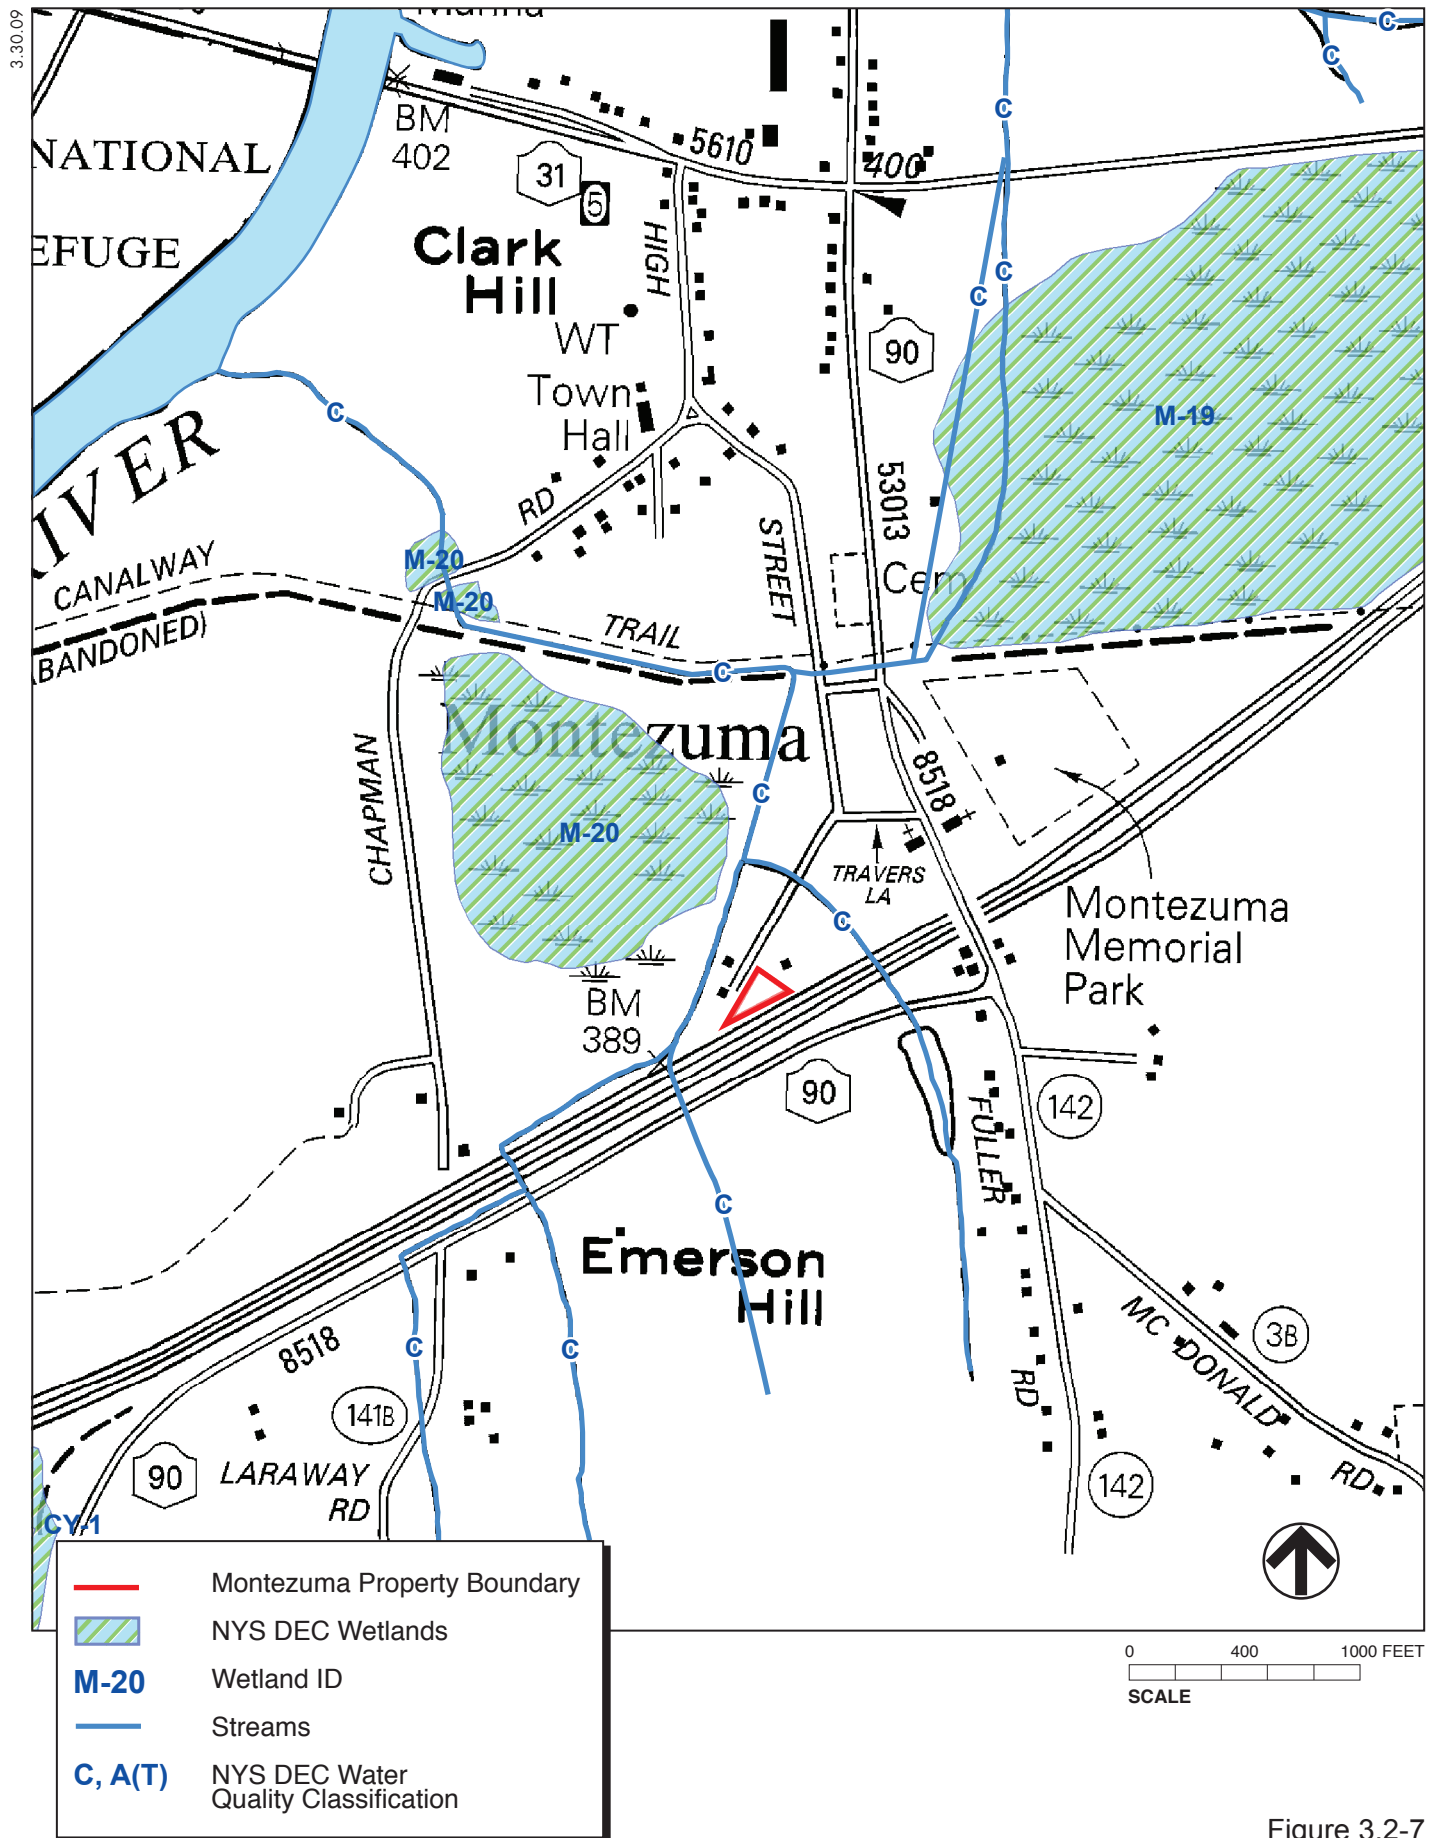 3.30.09
C
C
BM
402
C
5610
400
NATIONAL
31
5
EFUGE
Clark
Hill
HIGH
C
C
WT
90
Town
Hall
C
M-19
RIVER
RD
53013
STREET
M-20
CANALWAY
Cem
M-20
TRAIL
BANDONED)
C
Montezuma
CHAPMAN
8518
C
M-20
TRAVERS
LA
C
Montezuma
Memorial
Park
BM
389
90
142
FULLER
C
Emerson
Hill
MC DONALD
3B
8518
C
C
RD
141B
90
LARAWAY
RD
142
RD
CY-1
Montezuma Property Boundary
NYS DEC Wetlands
M-20 Wetland ID
Streams
C, A(T) NYS DEC Water
Quality Classification
0 400 1000 FEET
SCALE
Figure 3.2-7